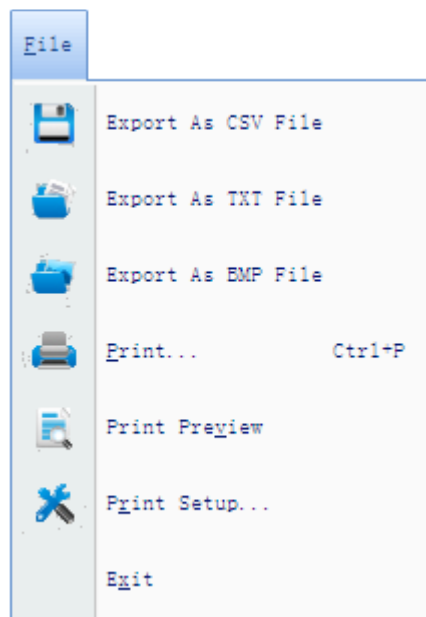 File
Export As CSV File
Export As TXT File
Export As BMP File
Print... Ctrl+P
Print Preview
Print Setup...
Exit